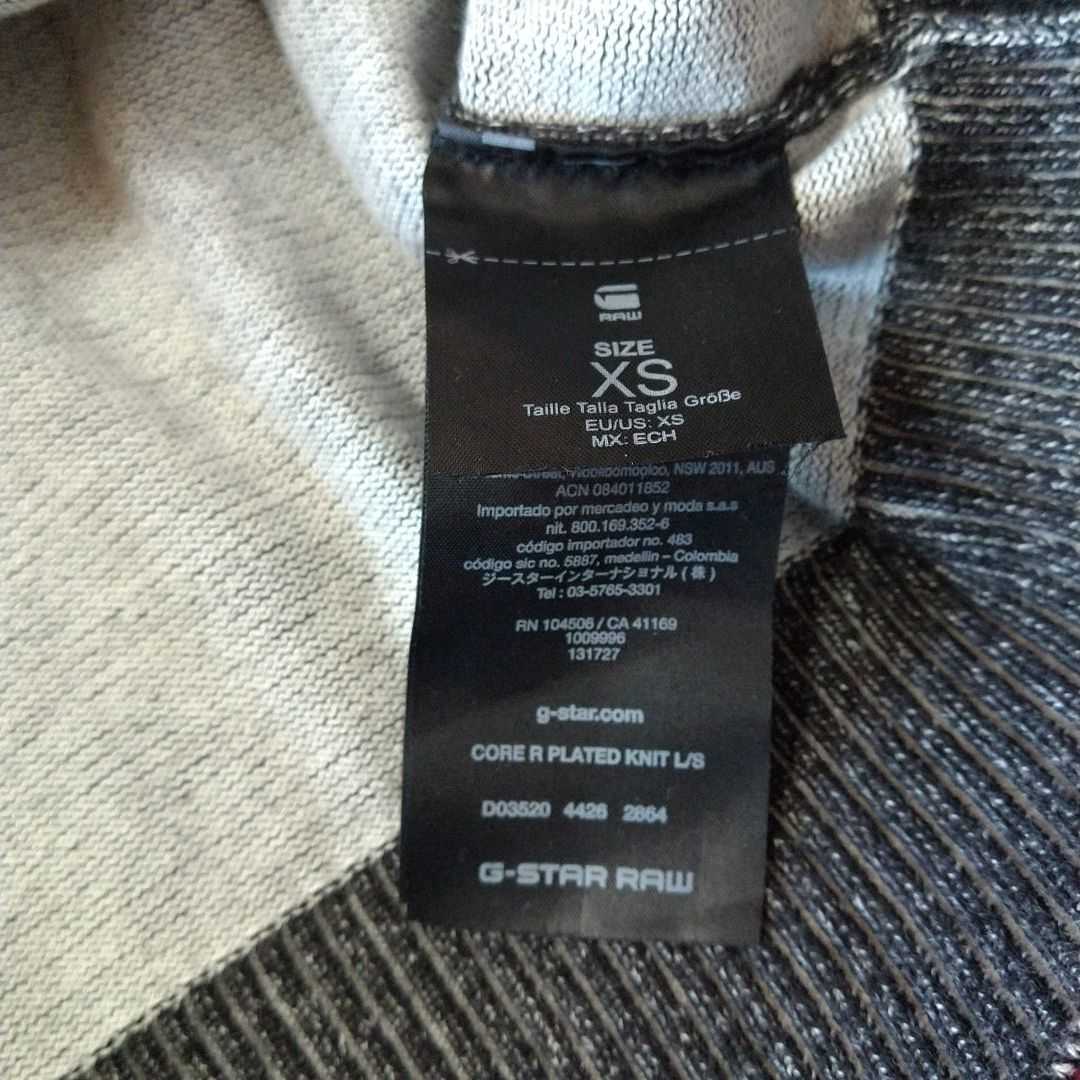 RAW
SIZE
XS
Taille Talla Taglia Größe
EU/US: XS
MX: ECH
NSW 2011, AUS
ACN 084011852
Importado por mercadeo y moda s.a.s
nit. 800.169.352-6
código importador no. 483
código sic no. 5887, medellin – Colombia
ジースターインターナショナル (株)
Tel : 03-5765-3301
RN 104506 / CA 41169
1009996
131727
g-star.com
CORE R PLATED KNIT L/S
D03520 4426 2864
G-STAR RAW